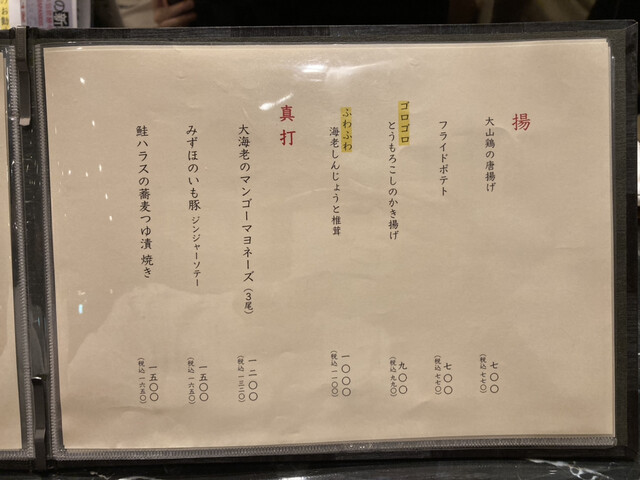 揚
大山鶏の唐揚げ
七〇〇
(税込 七七〇)
フライドポテト
七〇〇
(税込 七七〇)
ゴロゴロ
とうもろこしのかき揚げ
九〇〇
(税込 九九〇)
ふわふわ
海老しんじょうと椎茸
一〇〇〇
(税込 一一〇〇)
真打
大海老のマンゴーマヨネーズ(3尾)
一二〇〇
(税込 一三二〇)
みずほのいも豚 ジンジャーソテー
一五〇〇
(税込 一六五〇)
鮭ハラスの蕎麦つゆ漬 焼き
一五〇〇
(税込 一六五〇)